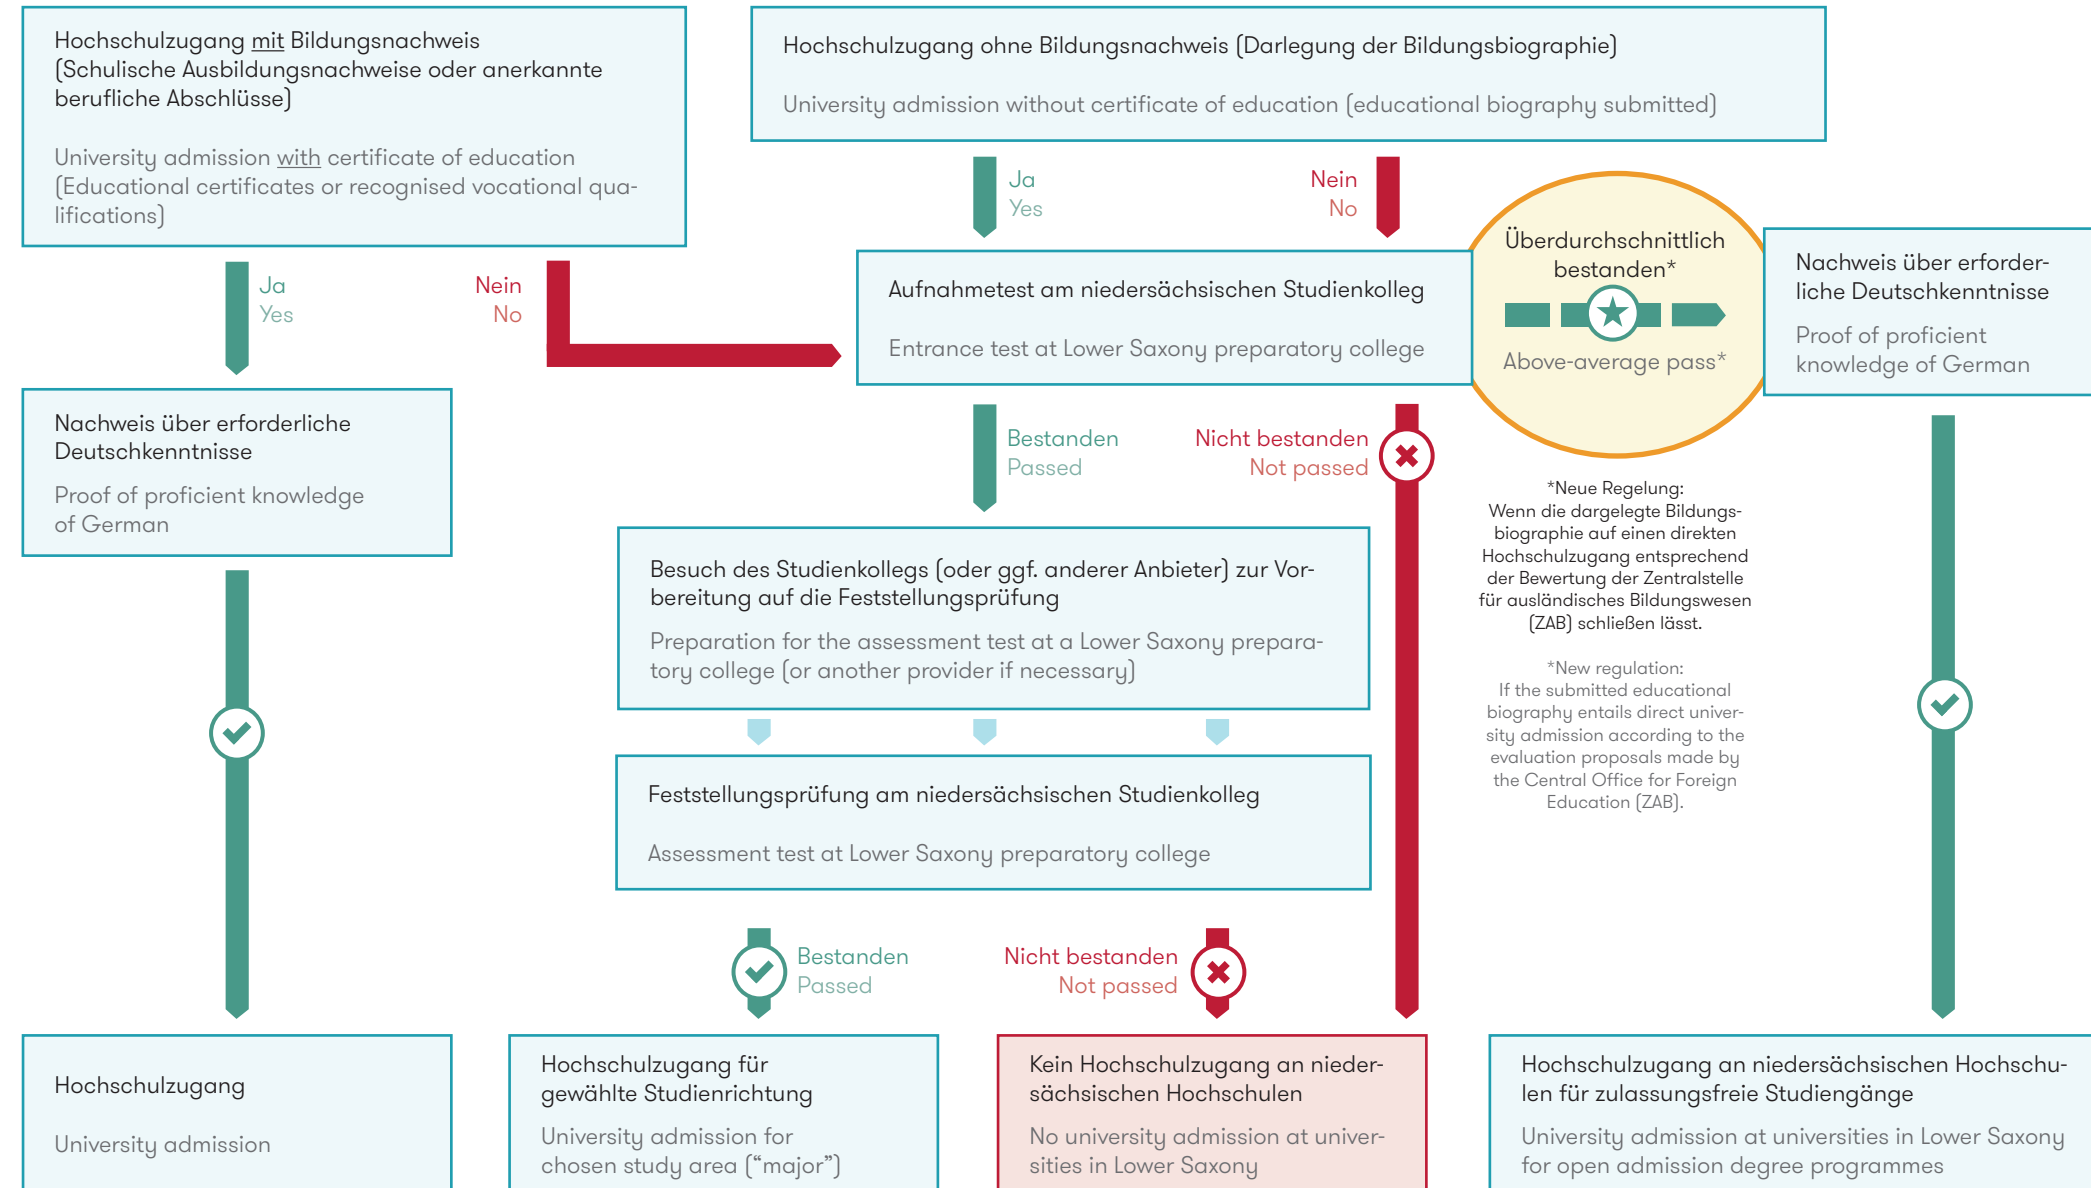 Hochschulzugang mit Bildungsnachweis
(Schulische Ausbildungsnachweise oder anerkannte
berufliche Abschlüsse)
University admission with certificate of education
(Educational certificates or recognised vocational qua-
lifications)
Hochschulzugang ohne Bildungsnachweis (Darlegung der Bildungsbiographie)
University admission without certificate of education (educational biography submitted)
Ja
Yes
Nein
No
Ja
Yes
Nein
No
Aufnahmetest am niedersächsischen Studienkolleg
Entrance test at Lower Saxony preparatory college
Überdurchschnittlich
bestanden*
Above-average pass*
Nachweis über erforder-
liche Deutschkenntnisse
Proof of proficient
knowledge of German
Nachweis über erforderliche
Deutschkenntnisse
Proof of proficient knowledge
of German
Bestanden
Passed
Nicht bestanden
Not passed
*Neue Regelung:
Wenn die dargelegte Bildungs-
biographie auf einen direkten
Hochschulzugang entsprechend
der Bewertung der Zentralstelle
für ausländisches Bildungswesen
(ZAB) schließen lässt.
*New regulation:
If the submitted educational
biography entails direct univer-
sity admission according to the
evaluation proposals made by
the Central Office for Foreign
Education (ZAB).
Besuch des Studienkollegs (oder ggf. anderer Anbieter) zur Vor-
bereitung auf die Feststellungsprüfung
Preparation for the assessment test at a Lower Saxony prepara-
tory college (or another provider if necessary)
Feststellungsprüfung am niedersächsischen Studienkolleg
Assessment test at Lower Saxony preparatory college
Bestanden
Passed
Nicht bestanden
Not passed
Hochschulzugang
University admission
Hochschulzugang für
gewählte Studienrichtung
University admission for
chosen study area (“major”)
Kein Hochschulzugang an nieder-
sächsischen Hochschulen
No university admission at univer-
sities in Lower Saxony
Hochschulzugang an niedersächsischen Hochschu-
len für zulassungsfreie Studiengänge
University admission at universities in Lower Saxony
for open admission degree programmes